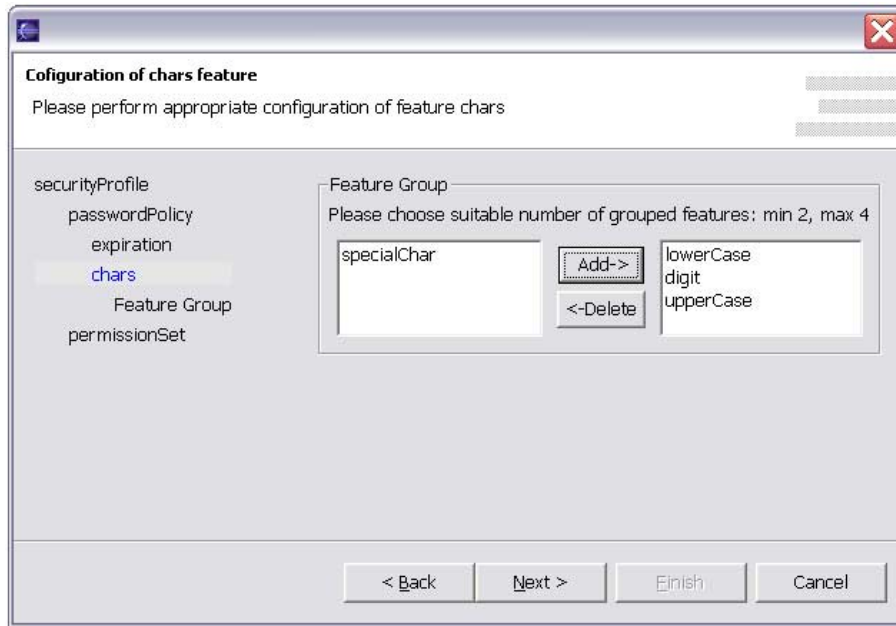 Cofiguration of chars feature
Please perform appropriate configuration of feature chars
securityProfile
passwordPolicy
expiration
chars
Feature Group
permissionSet
Feature Group
Please choose suitable number of grouped features: min 2, max 4
specialChar
Add->
<-Delete
lowerCase
digit
upperCase
< Back
Next >
Finish
Cancel